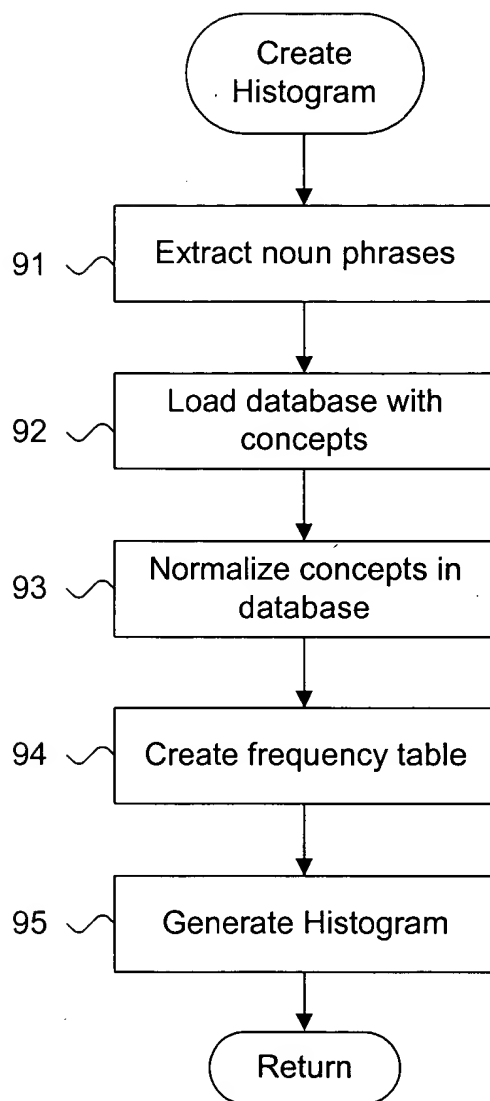 Create
Histogram
91
Extract noun phrases
92
Load database with
concepts
93
Normalize concepts in
database
94
Create frequency table
95
Generate Histogram
Return